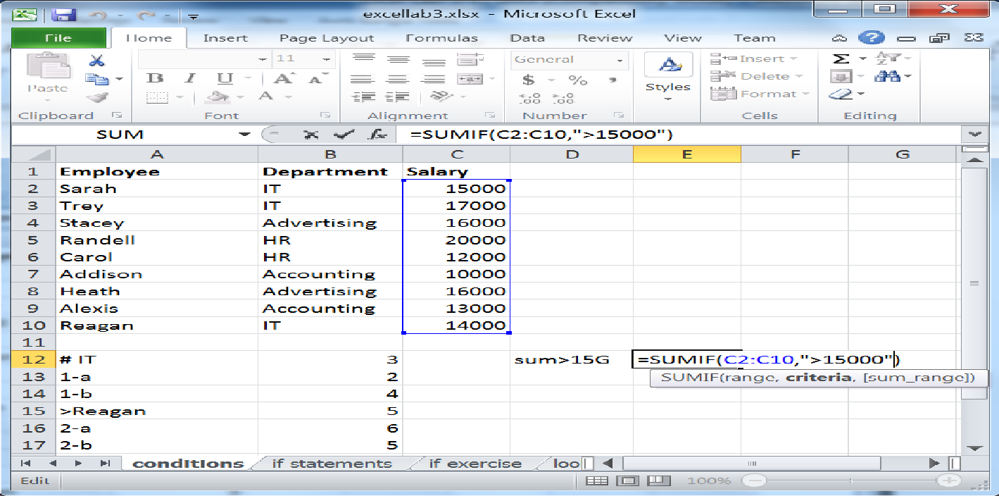 excellab3.xlsx - Microsoft Excel
File Home Insert Page Layout Formulas Data Review View Team
11 General Insert
Paste B I U A A $ % , Styles Delete
A Format
Clipboard Font Alignment Number Cells Editing
SUM =SUMIF(C2:C10,">15000")
A B C D E F G
1 Employee Department Salary
2 Sarah IT 15000
3 Trey IT 17000
4 Stacey Advertising 16000
5 Randell HR 20000
6 Carol HR 12000
7 Addison Accounting 10000
8 Heath Advertising 16000
9 Alexis Accounting 13000
10 Reagan IT 14000
11
12 # IT 3 sum>15G =SUMIF(C2:C10,">15000")
13 1-a 2 SUMIF(range, criteria, [sum_range])
14 1-b 4
15 >Reagan 5
16 2-a 6
17 2-b 5
conditions if statements if exercise loo
Edit 100%